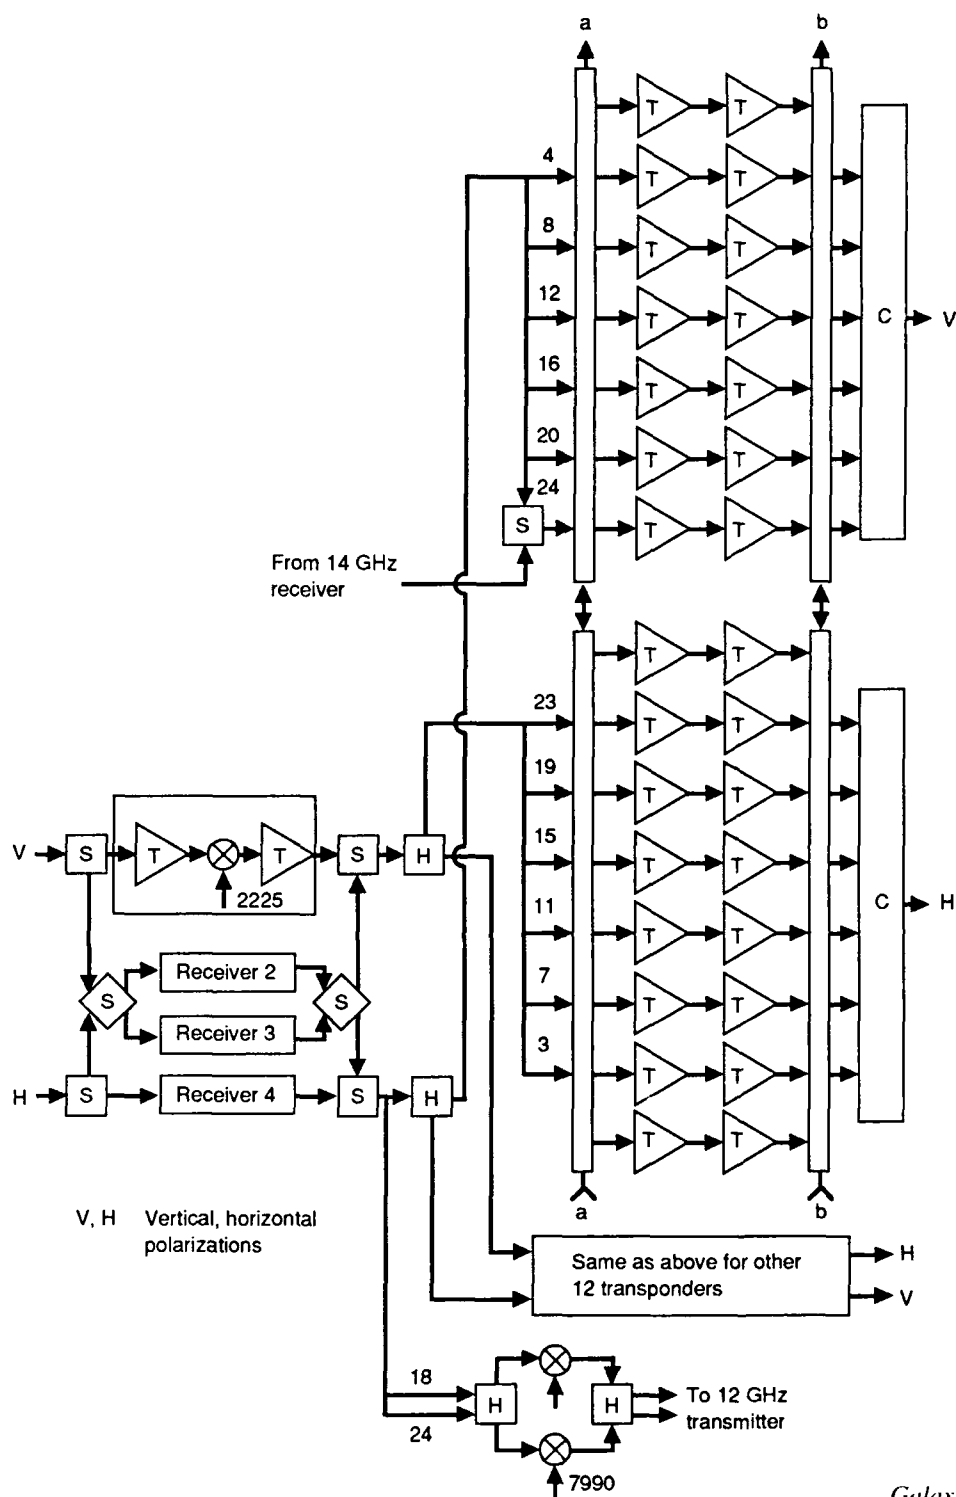 a b
T T
4
T T
8
T T
12
T T
C V
16
T T
20
T T
24
S T T
From 14 GHz
receiver
T T
23
T T
19
T T
15
T T
V S T T S H
2225
11
T T
C H
Receiver 2
7
S S
T T
Receiver 3
3
T T
H S Receiver 4 S H
T T
a b
V, H Vertical, horizontal
polarizations
Same as above for other
12 transponders
H
V
18
24
H H
To 12 GHz
transmitter
7990